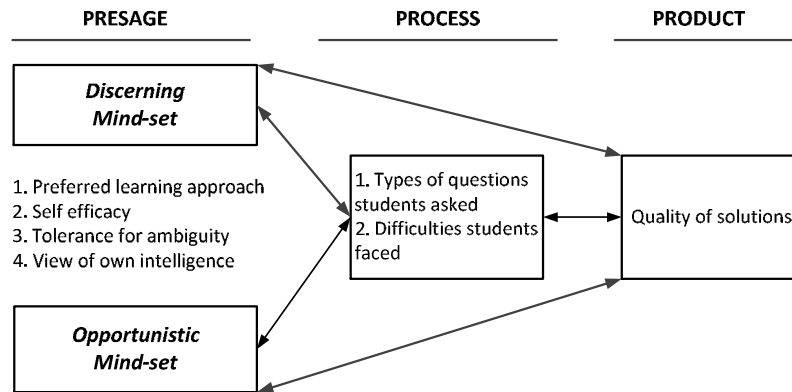 PRESAGE
PROCESS
PRODUCT
Discerning
Mind-set
1. Preferred learning approach
2. Self efficacy
3. Tolerance for ambiguity
4. View of own intelligence
Opportunistic
Mind-set
1. Types of questions
students asked
2. Difficulties students
faced
Quality of solutions